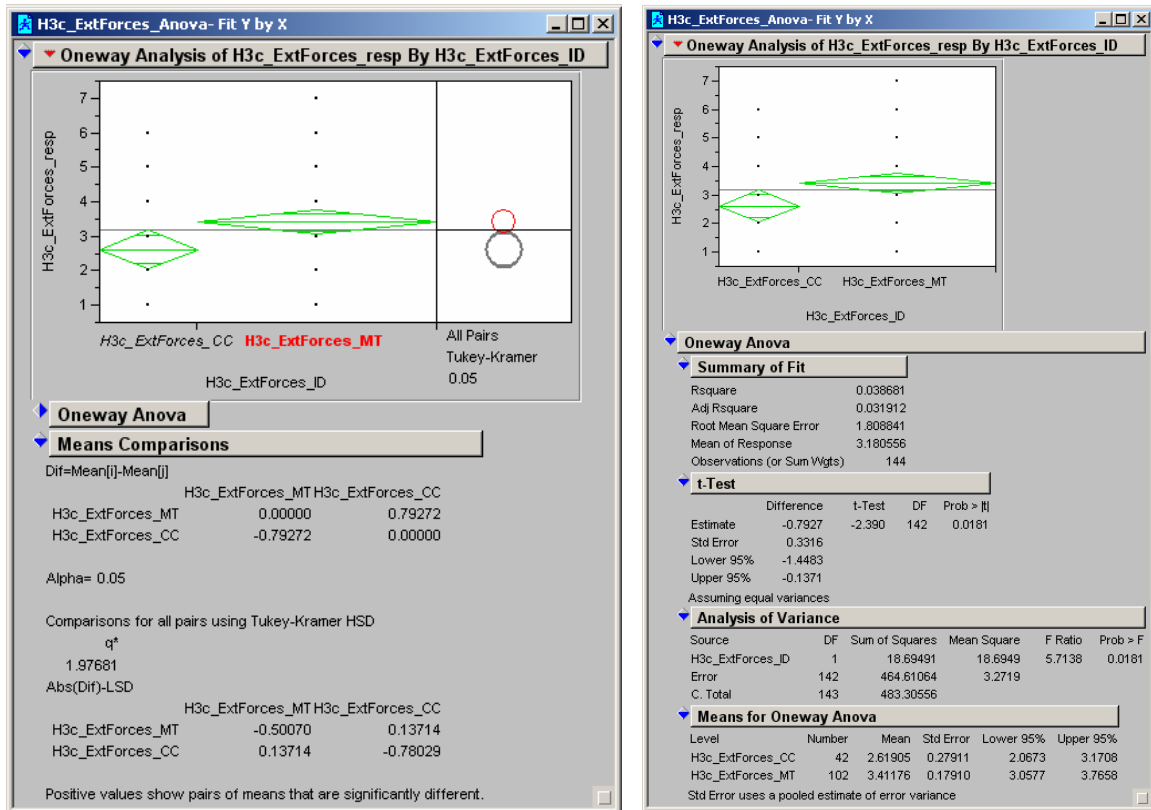 H3c_ExtForces_Anova- Fit Y by X
Oneway Analysis of H3c_ExtForces_resp By H3c_ExtForces_ID
H3c_ExtForces_resp
7
6
5
4
3
2
1
H3c_ExtForces_CC H3c_ExtForces_MT
All Pairs
Tukey-Kramer
0.05
H3c_ExtForces_ID
Oneway Anova
Means Comparisons
Dif=Mean[i]-Mean[j]
H3c_ExtForces_MT H3c_ExtForces_CC
H3c_ExtForces_MT 0.00000 0.79272
H3c_ExtForces_CC -0.79272 0.00000
Alpha= 0.05
Comparisons for all pairs using Tukey-Kramer HSD
q*
1.97681
Abs(Dif)-LSD
H3c_ExtForces_MT H3c_ExtForces_CC
H3c_ExtForces_MT -0.50070 0.13714
H3c_ExtForces_CC 0.13714 -0.78029
Positive values show pairs of means that are significantly different.
H3c_ExtForces_Anova- Fit Y by X
Oneway Analysis of H3c_ExtForces_resp By H3c_ExtForces_ID
H3c_ExtForces_resp
7
6
5
4
3
2
1
H3c_ExtForces_CC H3c_ExtForces_MT
H3c_ExtForces_ID
Oneway Anova
Summary of Fit
Rsquare 0.038681
Adj Rsquare 0.031912
Root Mean Square Error 1.808841
Mean of Response 3.180556
Observations (or Sum Wgts) 144
t-Test
Difference t-Test DF Prob > |t|
Estimate -0.7927 -2.390 142 0.0181
Std Error 0.3316
Lower 95% -1.4483
Upper 95% -0.1371
Assuming equal variances
Analysis of Variance
Source DF Sum of Squares Mean Square F Ratio Prob > F
H3c_ExtForces_ID 1 18.69491 18.6949 5.7138 0.0181
Error 142 464.61064 3.2719
C. Total 143 483.30556
Means for Oneway Anova
Level Number Mean Std Error Lower 95% Upper 95%
H3c_ExtForces_CC 42 2.61905 0.27911 2.0673 3.1708
H3c_ExtForces_MT 102 3.41176 0.17910 3.0577 3.7658
Std Error uses a pooled estimate of error variance